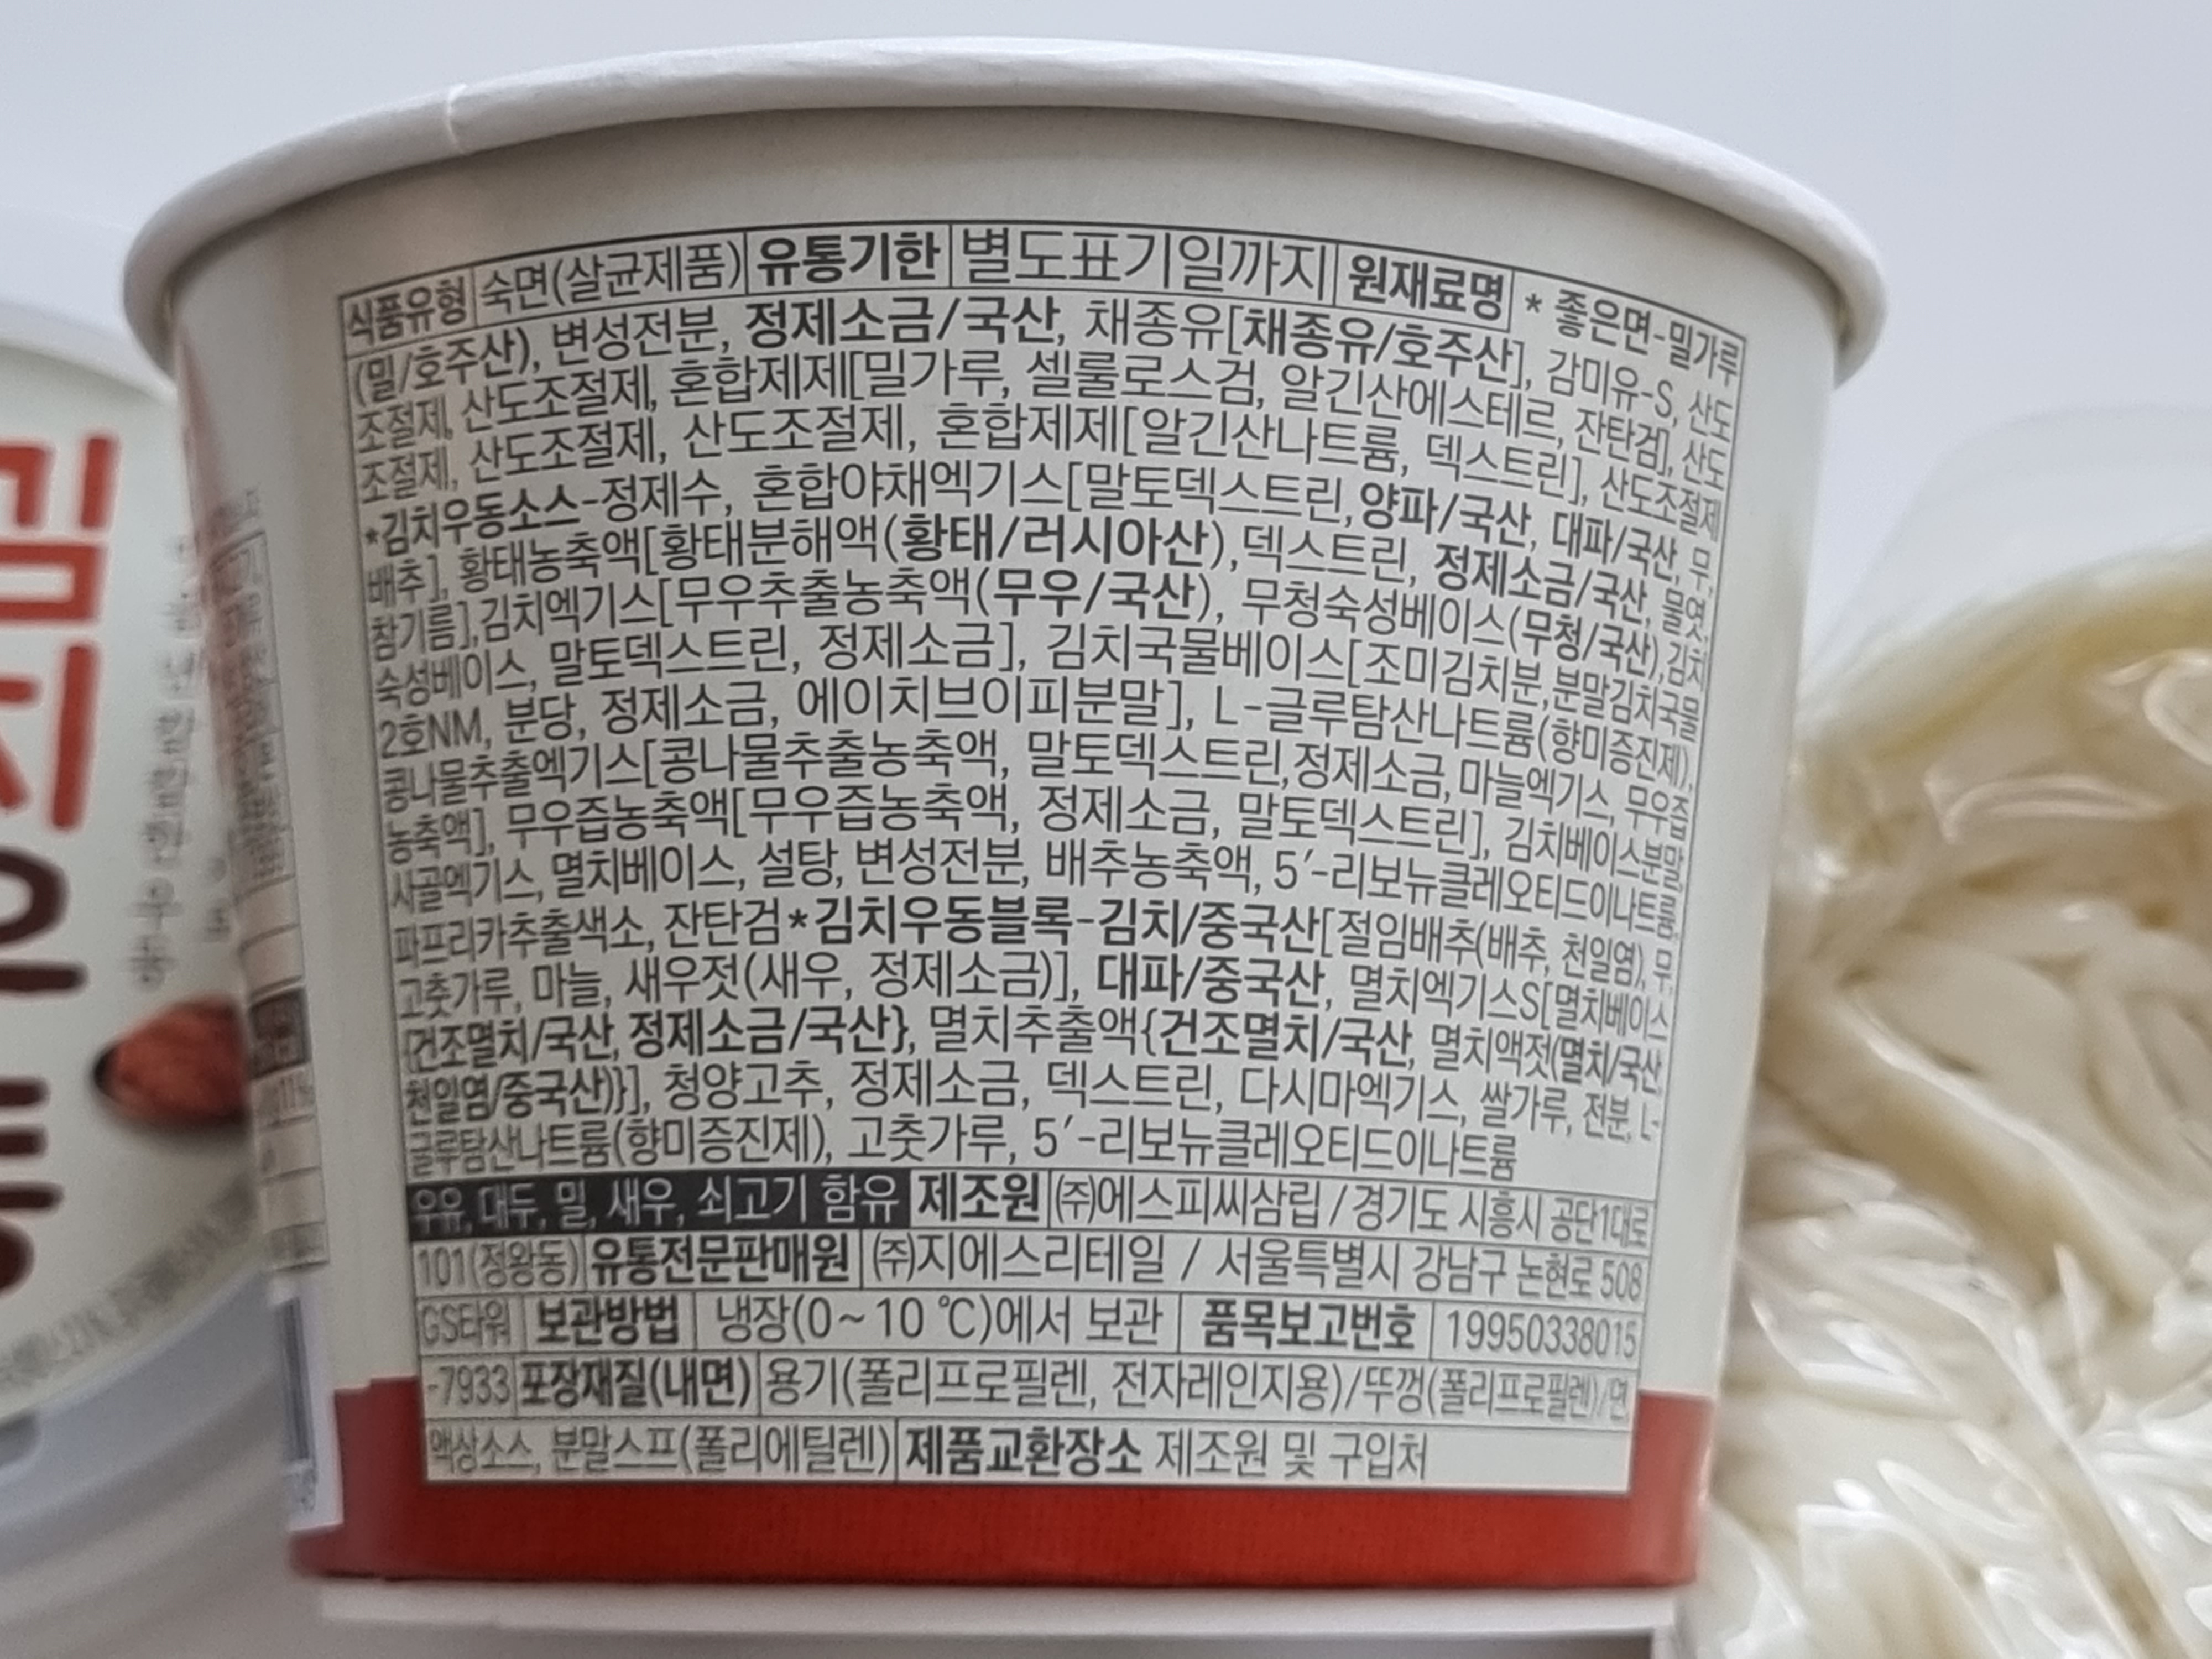 식품유형 숙면(살균제품) 유통기한 별도표기일까지 원재료명 * 좋은면-밀가루
(밀/호주산), 변성전분, 정제소금/국산, 채종유[채종유/호주산], 감미유-S, 산도
조절제, 산도조절제, 혼합제제[밀가루, 셀룰로스검, 알긴산에스테르, 잔탄검], 산도
조절제, 산도조절제, 산도조절제, 혼합제제[알긴산나트륨, 덱스트린], 산도조절제
*김치우동소스-정제수, 혼합야채엑기스[말토덱스트린, 양파/국산, 대파/국산, 무,
배추], 황태농축액[황태분해액(황태/러시아산), 덱스트린, 정제소금/국산, 물엿,
참기름], 김치엑기스[무우추출농축액(무우/국산), 무청숙성베이스(무청/국산), 김치
숙성베이스, 말토덱스트린, 정제소금], 김치국물베이스[조미김치분, 분말김치국물
2호NM, 분당, 정제소금, 에이치브이피분말], L-글루탐산나트륨(향미증진제),
콩나물추출엑기스[콩나물추출농축액, 말토덱스트린, 정제소금, 마늘엑기스, 무우즙
농축액], 무우즙농축액[무우즙농축액, 정제소금, 말토덱스트린], 김치베이스분말,
사골엑기스, 멸치베이스, 설탕, 변성전분, 배추농축액, 5′-리보뉴클레오티드이나트륨,
파프리카추출색소, 잔탄검*김치우동블록-김치/중국산[절임배추(배추, 천일염), 무,
고춧가루, 마늘, 새우젓(새우, 정제소금)], 대파/중국산, 멸치엑기스S[멸치베이스
{건조멸치/국산, 정제소금/국산}, 멸치추출액{건조멸치/국산, 멸치액젓(멸치/국산,
천일염/중국산)}], 청양고추, 정제소금, 덱스트린, 다시마엑기스, 쌀가루, 전분, L-
글루탐산나트륨(향미증진제), 고춧가루, 5′-리보뉴클레오티드이나트륨
우유, 대두, 밀, 새우, 쇠고기 함유 제조원 ㈜에스피씨삼립 / 경기도 시흥시 공단1대로
101(정왕동) 유통전문판매원 ㈜지에스리테일 / 서울특별시 강남구 논현로 508
GS타워 보관방법 냉장(0~10 ℃)에서 보관 품목보고번호 19950338015
-7933 포장재질(내면) 용기(폴리프로필렌, 전자레인지용)/뚜껑(폴리프로필렌)/면
액상소스, 분말스프(폴리에틸렌) 제품교환장소 제조원 및 구입처
김치우동